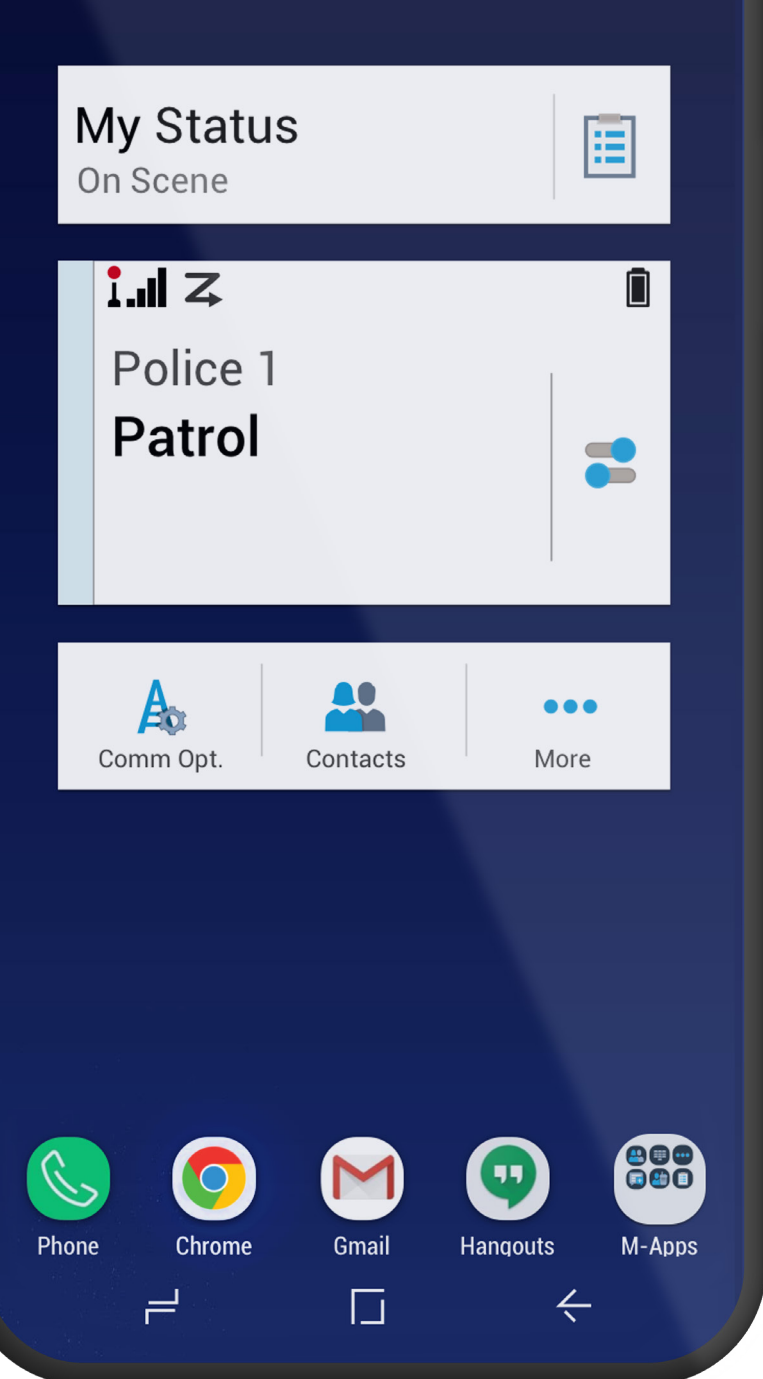 My Status
On Scene
Police 1
Patrol
Comm Opt.
Contacts
More
Phone
Chrome
Gmail
Hangouts
M-Apps